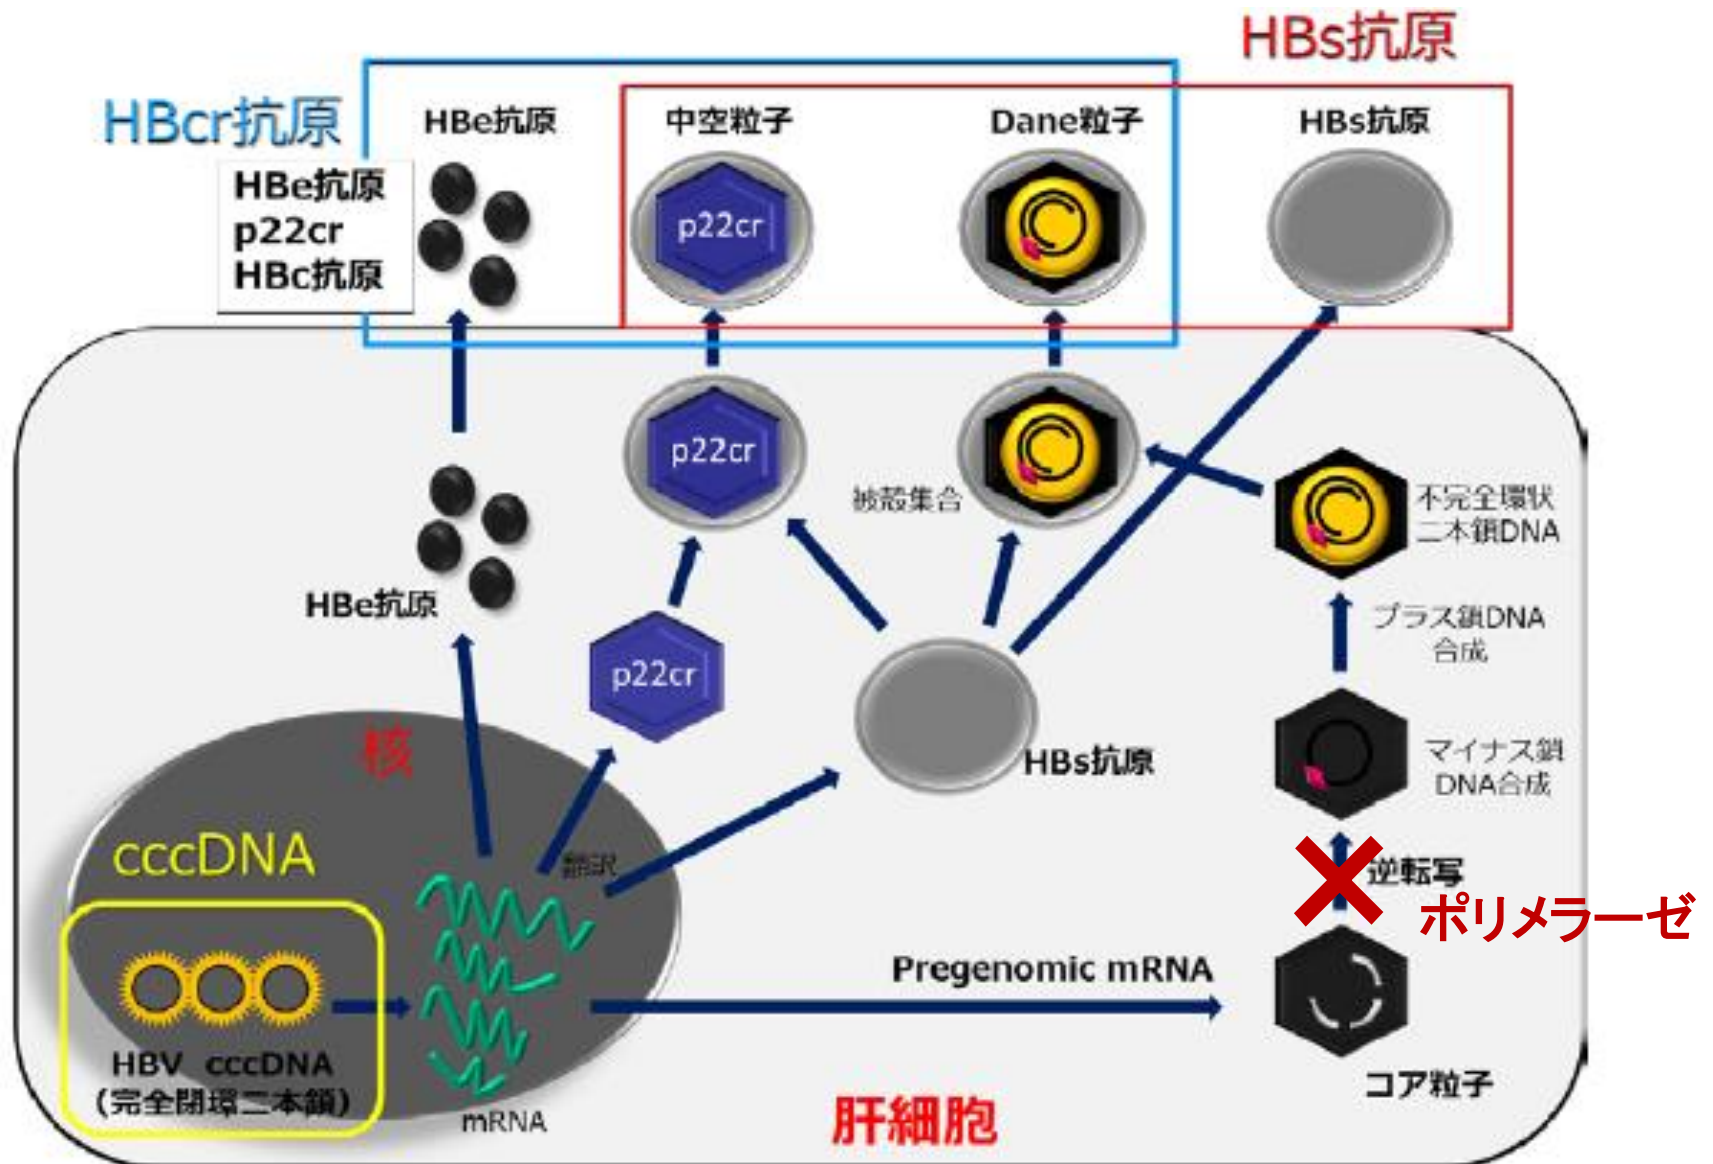 HBs抗原
HBcr抗原
HBe抗原
中空粒子
Dane粒子
HBs抗原
HBe抗原
p22cr
HBc抗原
p22cr
p22cr
被殻集合
不完全環状
二本鎖DNA
HBe抗原
プラス鎖DNA
合成
p22cr
核
HBs抗原
マイナス鎖
DNA合成
cccDNA
翻訳
逆転写
ポリメラーゼ
Pregenomic mRNA
HBV cccDNA
(完全閉環二本鎖)
mRNA
コア粒子
肝細胞